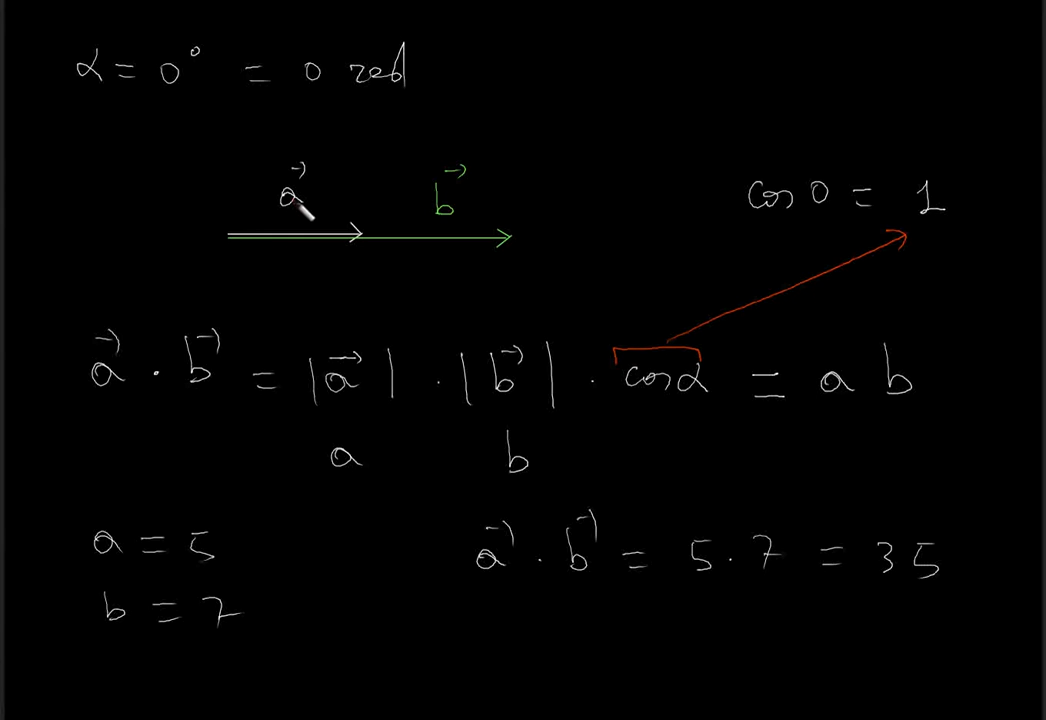 α = 0° = 0 rad
a⃗ b⃗
cos 0 = 1
a⃗ · b⃗ = |a⃗| · |b⃗| · cos α = a b
a b
a = 5
a⃗ · b⃗ = 5 · 7 = 35
b = 7